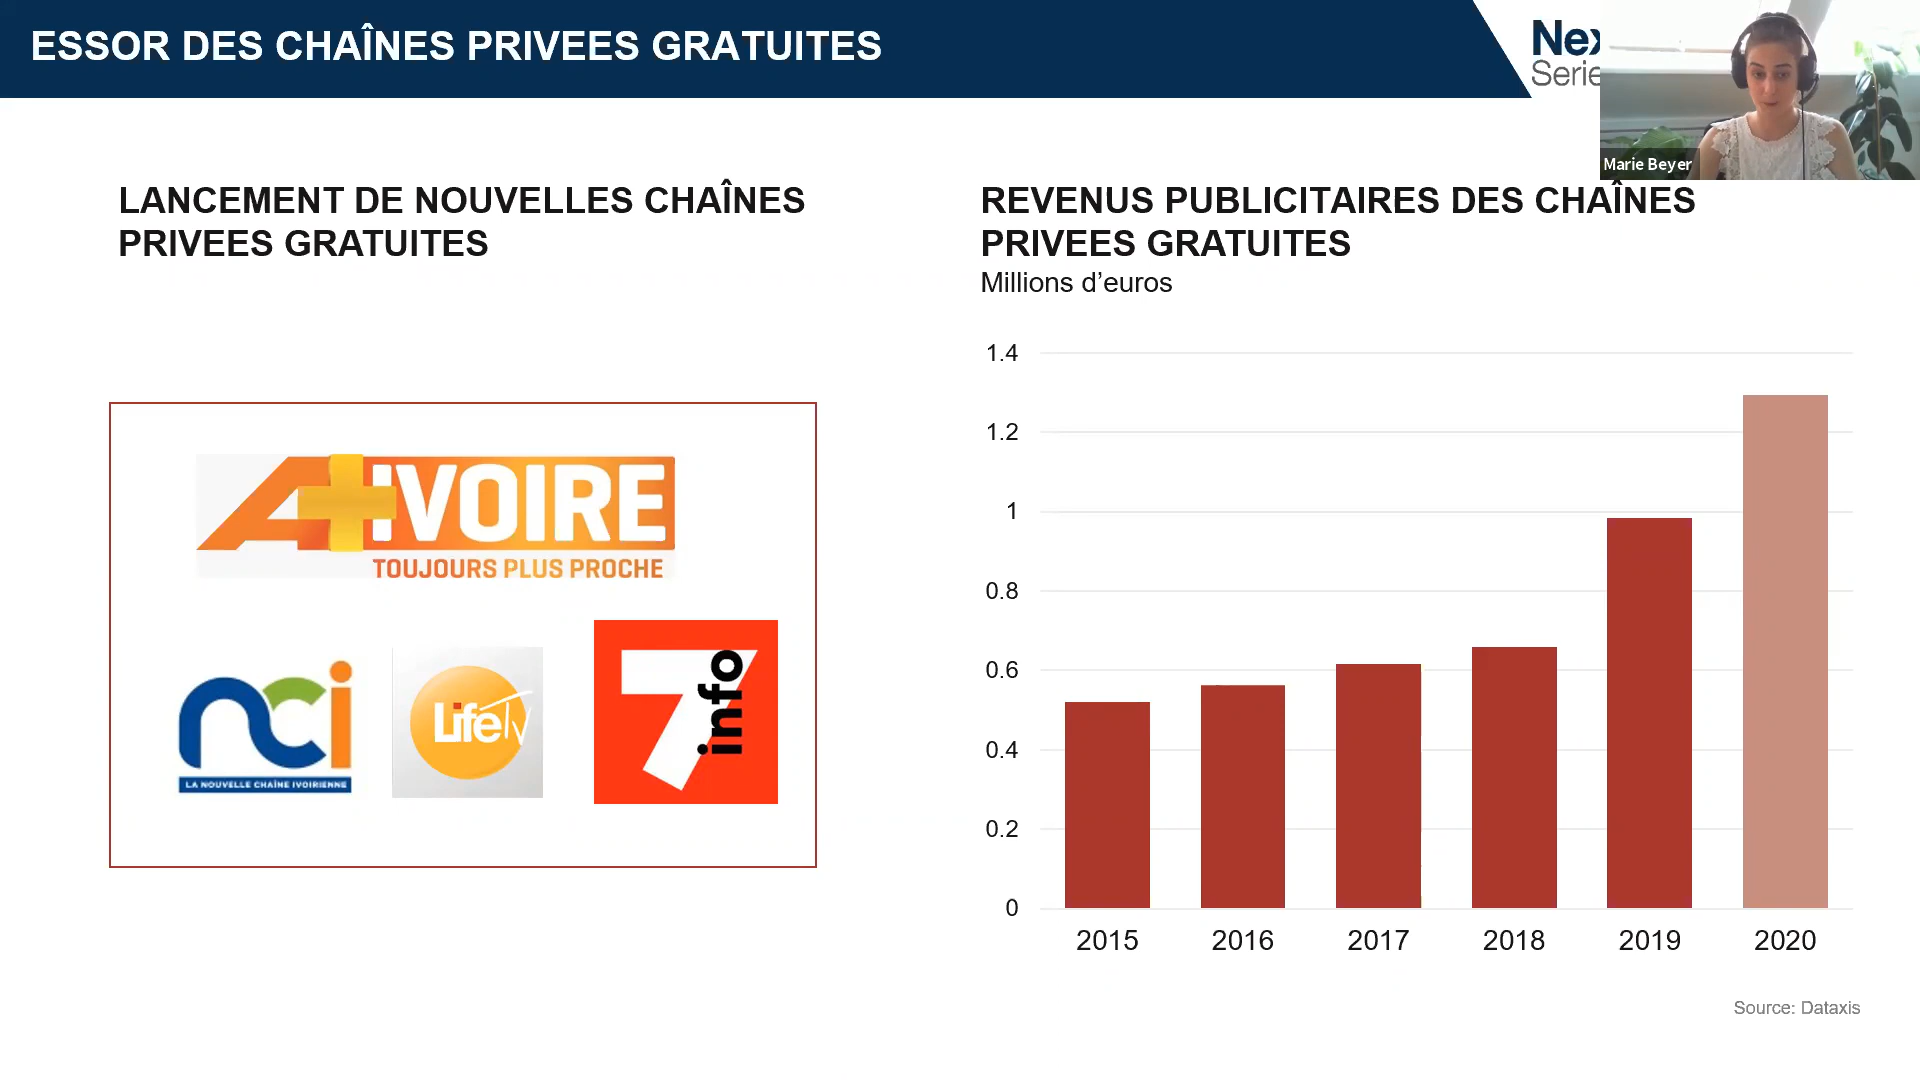 ESSOR DES CHAÎNES PRIVEES GRATUITES
Serie
Marie Beyer
LANCEMENT DE NOUVELLES CHAÎNES
PRIVEES GRATUITES
A+IVOIRE
TOUJOURS PLUS PROCHE
nci
LA NOUVELLE CHAÎNE IVOIRIENNE
Life tv
7 info
REVENUS PUBLICITAIRES DES CHAÎNES
PRIVEES GRATUITES
Millions d’euros
1.4
1.2
1
0.8
0.6
0.4
0.2
0
2015 2016 2017 2018 2019 2020
Source: Dataxis